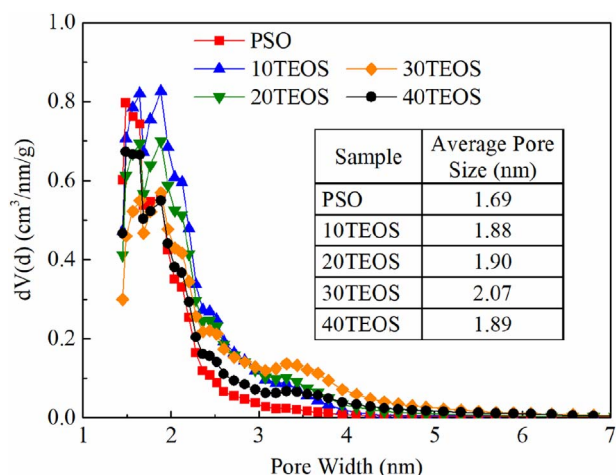 1.0
0.8
0.6
0.4
0.2
0.0
dV(d) (cm³/nm/g)
PSO
10TEOS
30TEOS
20TEOS
40TEOS
Sample Average Pore
Size (nm)
PSO 1.69
10TEOS 1.88
20TEOS 1.90
30TEOS 2.07
40TEOS 1.89
1 2 3 4 5 6 7
Pore Width (nm)